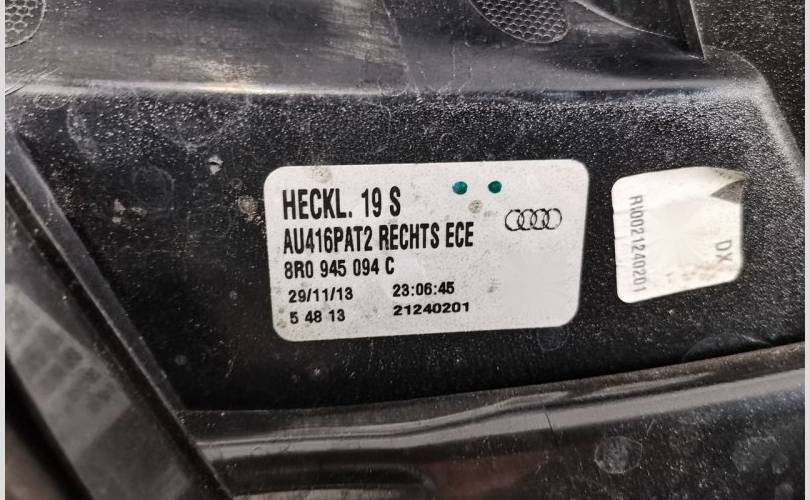 HECKL. 19 S
AU416PAT2 RECHTS ECE
8R0 945 094 C
29/11/13 23:06:45
5 48 13 21240201
DX
RI0021240201